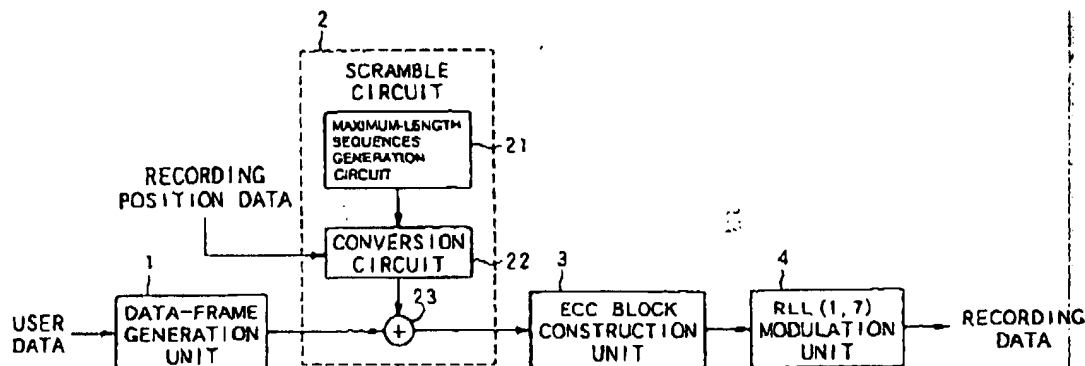 2
SCRAMBLE
CIRCUIT
MAXIMUM-LENGTH
SEQUENCES
GENERATION
CIRCUIT
21
RECORDING
POSITION DATA
CONVERSION
CIRCUIT
22
1
23
3
4
USER
DATA
DATA-FRAME
GENERATION
UNIT
+
ECC BLOCK
CONSTRUCTION
UNIT
RLL(1,7)
MODULATION
UNIT
RECORDING
DATA